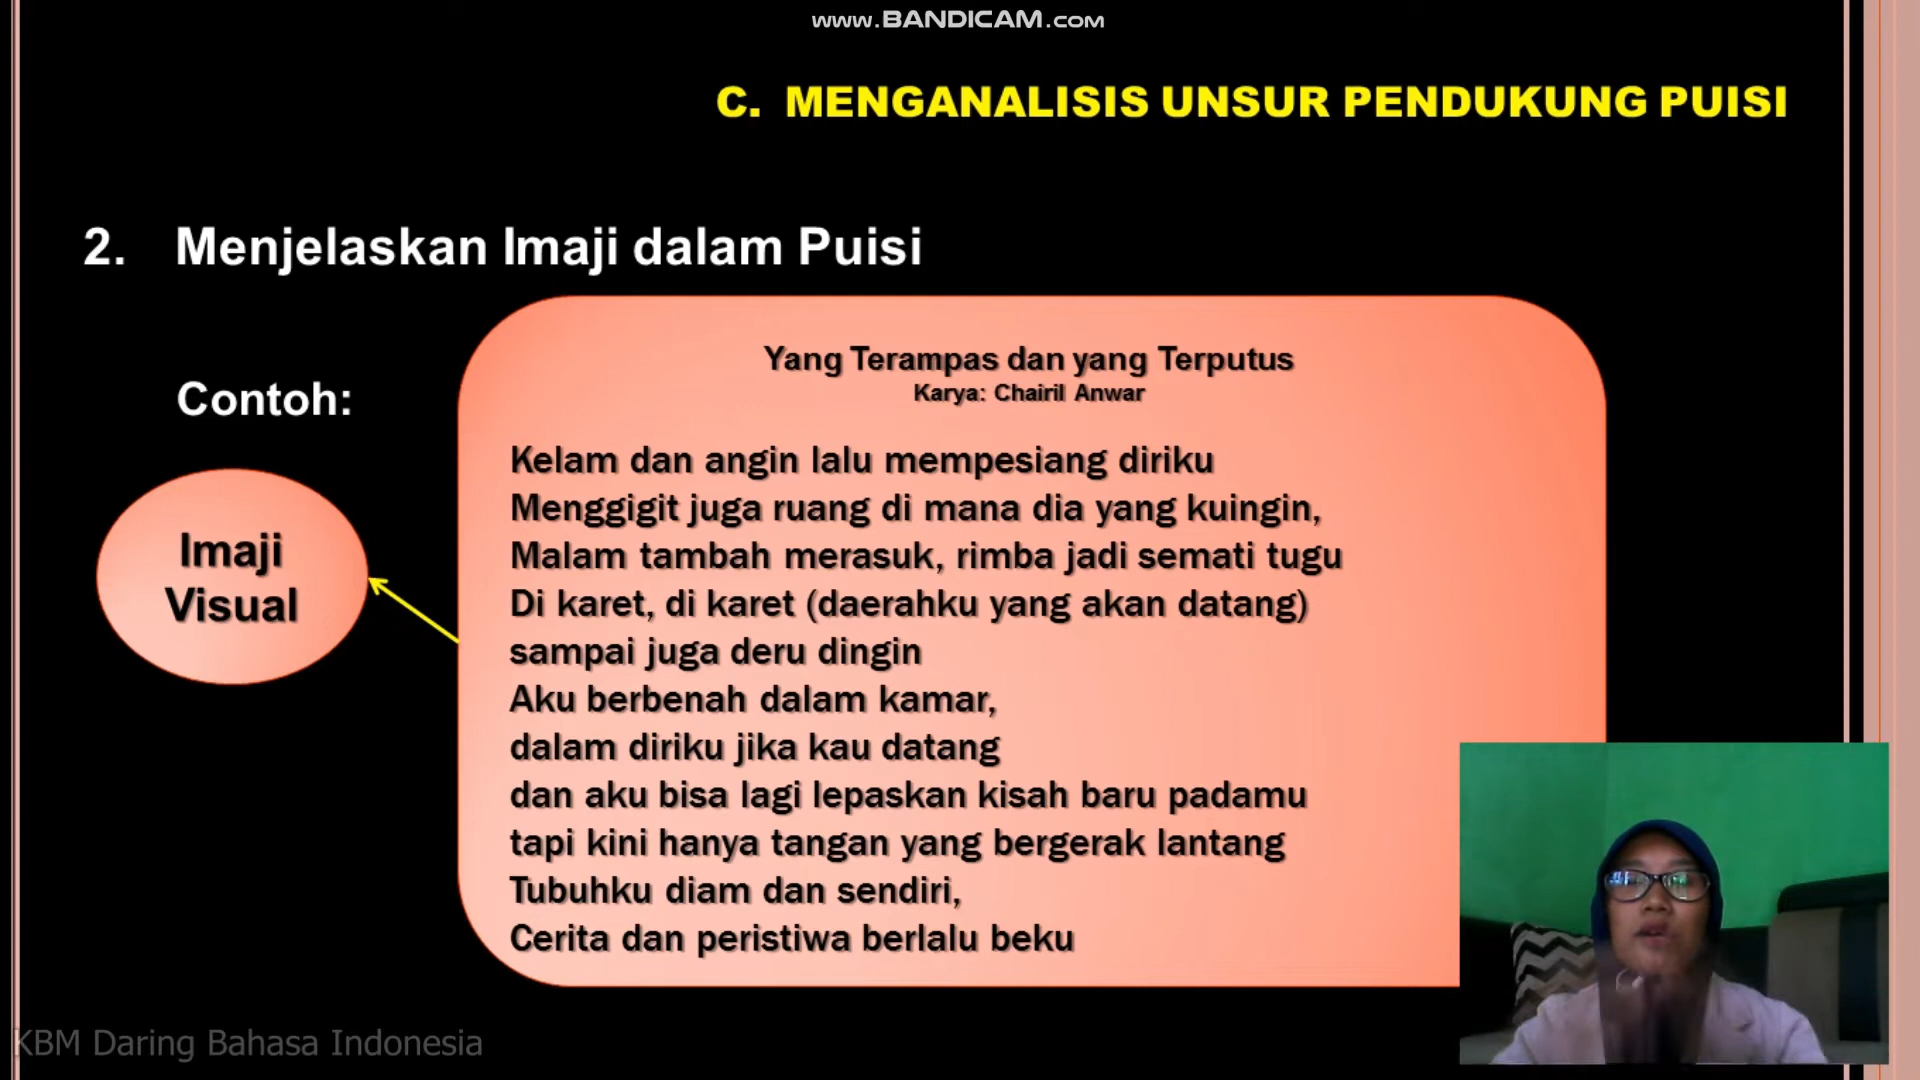 www.BANDICAM.com
C. MENGANALISIS UNSUR PENDUKUNG PUISI
2. Menjelaskan Imaji dalam Puisi
Contoh:
Imaji
Visual
Yang Terampas dan yang Terputus
Karya: Chairil Anwar
Kelam dan angin lalu mempesiang diriku
Menggigit juga ruang di mana dia yang kuingin,
Malam tambah merasuk, rimba jadi semati tugu
Di karet, di karet (daerahku yang akan datang)
sampai juga deru dingin
Aku berbenah dalam kamar,
dalam diriku jika kau datang
dan aku bisa lagi lepaskan kisah baru padamu
tapi kini hanya tangan yang bergerak lantang
Tubuhku diam dan sendiri,
Cerita dan peristiwa berlalu beku
KBM Daring Bahasa Indonesia